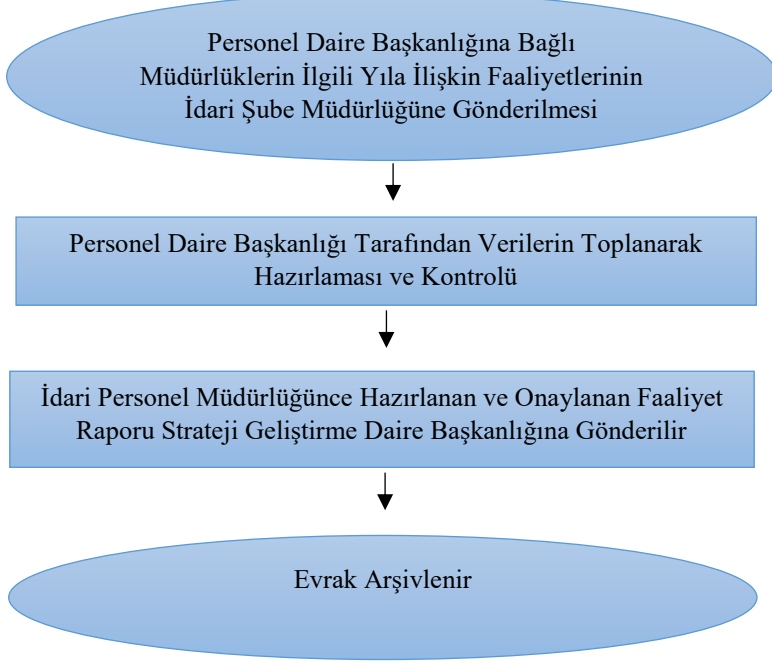 Personel Daire Başkanlığına Bağlı
Müdürlüklerin İlgili Yıla İlişkin Faaliyetlerinin
İdari Şube Müdürlüğüne Gönderilmesi
Personel Daire Başkanlığı Tarafından Verilerin Toplanarak
Hazırlaması ve Kontrolü
İdari Personel Müdürlüğünce Hazırlanan ve Onaylanan Faaliyet
Raporu Strateji Geliştirme Daire Başkanlığına Gönderilir
Evrak Arşivlenir